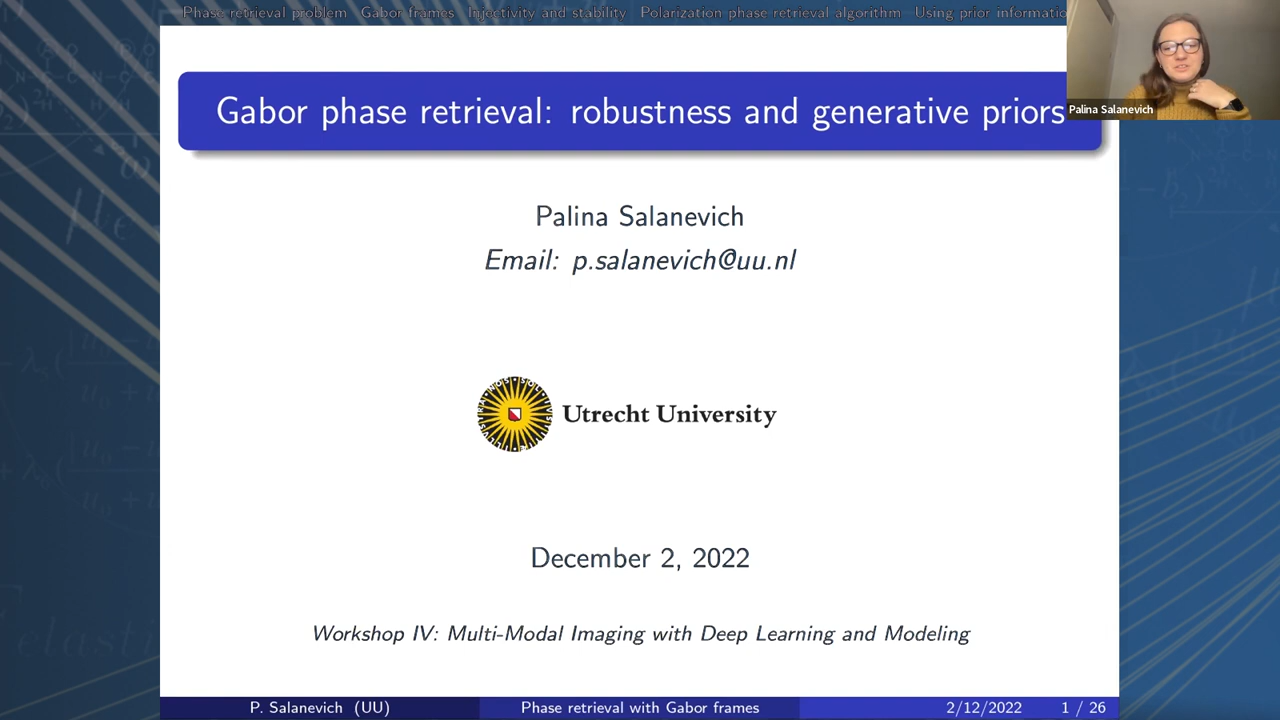 Phase retrieval problem Gabor frames Injectivity and stability Polarization phase retrieval algorithm Using prior informatio
Gabor phase retrieval: robustness and generative priors
Palina Salanevich
Palina Salanevich
Email: p.salanevich@uu.nl
Utrecht University
December 2, 2022
Workshop IV: Multi-Modal Imaging with Deep Learning and Modeling
P. Salanevich (UU) Phase retrieval with Gabor frames 2/12/2022 1 / 26